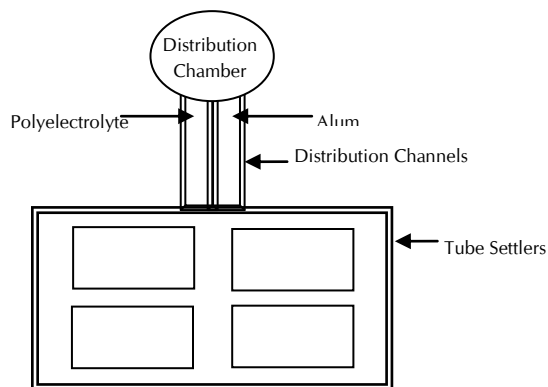 Distribution
Chamber
Polyelectrolyte
Alum
Distribution Channels
Tube Settlers